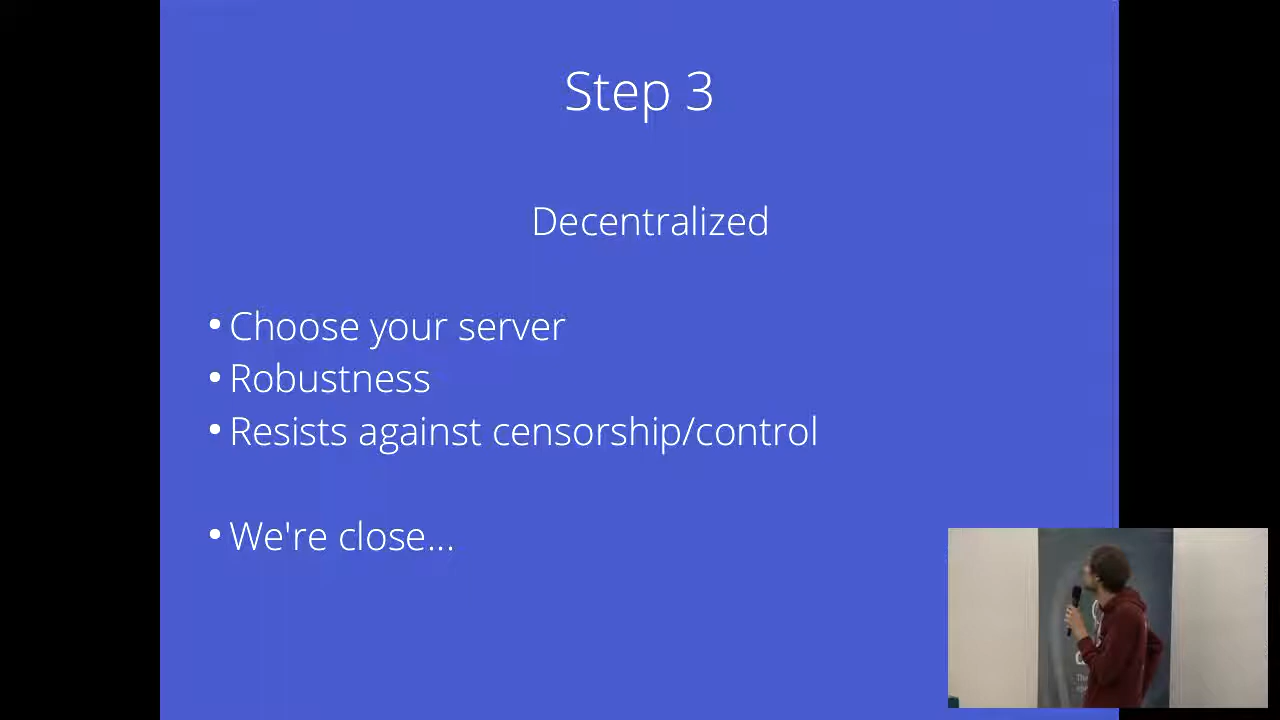 Step 3
Decentralized
• Choose your server
• Robustness
• Resists against censorship/control
• We're close...